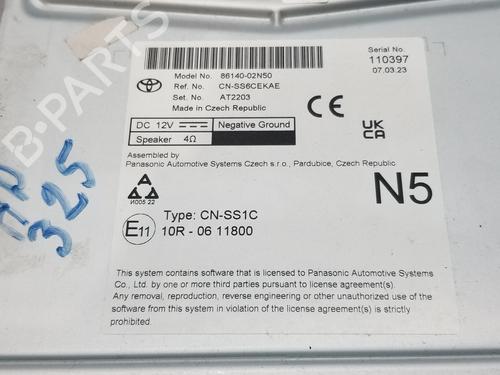 Model No. 86140-02N50
Ref. No. CN-SS6CEKAE
Set. No. AT2203
Made in Czech Republic
Serial No.
110397
07.03.23
DC 12V Negative Ground
Speaker 4Ω
CE
UK
CA
Assembled by
Panasonic Automotive Systems Czech s.r.o., Pardubice, Czech Republic
N5
И005 22
E11
Type: CN-SS1C
10R - 06 11800
This system contains software that is licensed to Panasonic Automotive Systems
Co., Ltd. by one or more third parties pursuant to license agreement(s).
Any removal, reproduction, reverse engineering or other unauthorized use of the
software from this system in violation of the license agreement(s) is strictly
prohibited.
325
B-PARTS